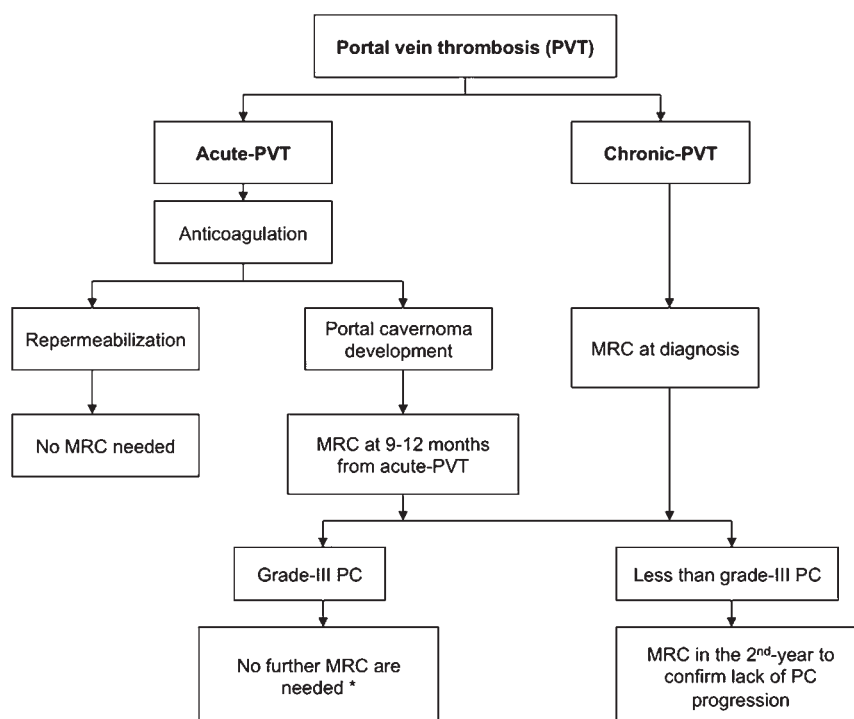 Portal vein thrombosis (PVT)
Acute-PVT
Chronic-PVT
Anticoagulation
Repermeabilization
Portal cavernoma
development
MRC at diagnosis
No MRC needed
MRC at 9-12 months
from acute-PVT
Grade-III PC
Less than grade-III PC
No further MRC are
needed *
MRC in the 2nd-year to
confirm lack of PC
progression